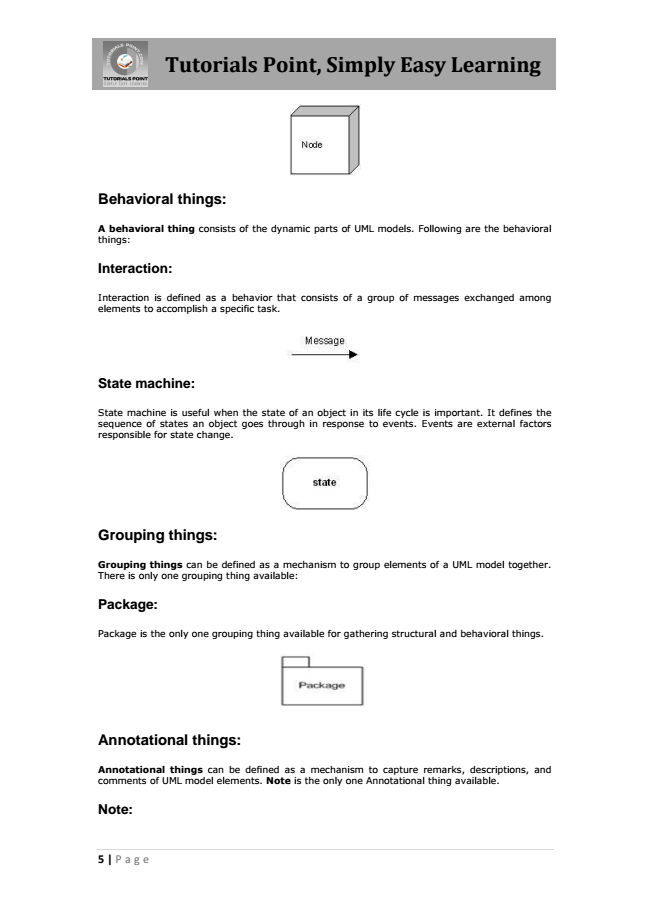 TUTORIALS POINT
Tutorials Point, Simply Easy Learning
Node
Behavioral things:
A behavioral thing consists of the dynamic parts of UML models. Following are the behavioral
things:
Interaction:
Interaction is defined as a behavior that consists of a group of messages exchanged among
elements to accomplish a specific task.
Message
State machine:
State machine is useful when the state of an object in its life cycle is important. It defines the
sequence of states an object goes through in response to events. Events are external factors
responsible for state change.
state
Grouping things:
Grouping things can be defined as a mechanism to group elements of a UML model together.
There is only one grouping thing available:
Package:
Package is the only one grouping thing available for gathering structural and behavioral things.
Package
Annotational things:
Annotational things can be defined as a mechanism to capture remarks, descriptions, and
comments of UML model elements. Note is the only one Annotational thing available.
Note:
5 | Page